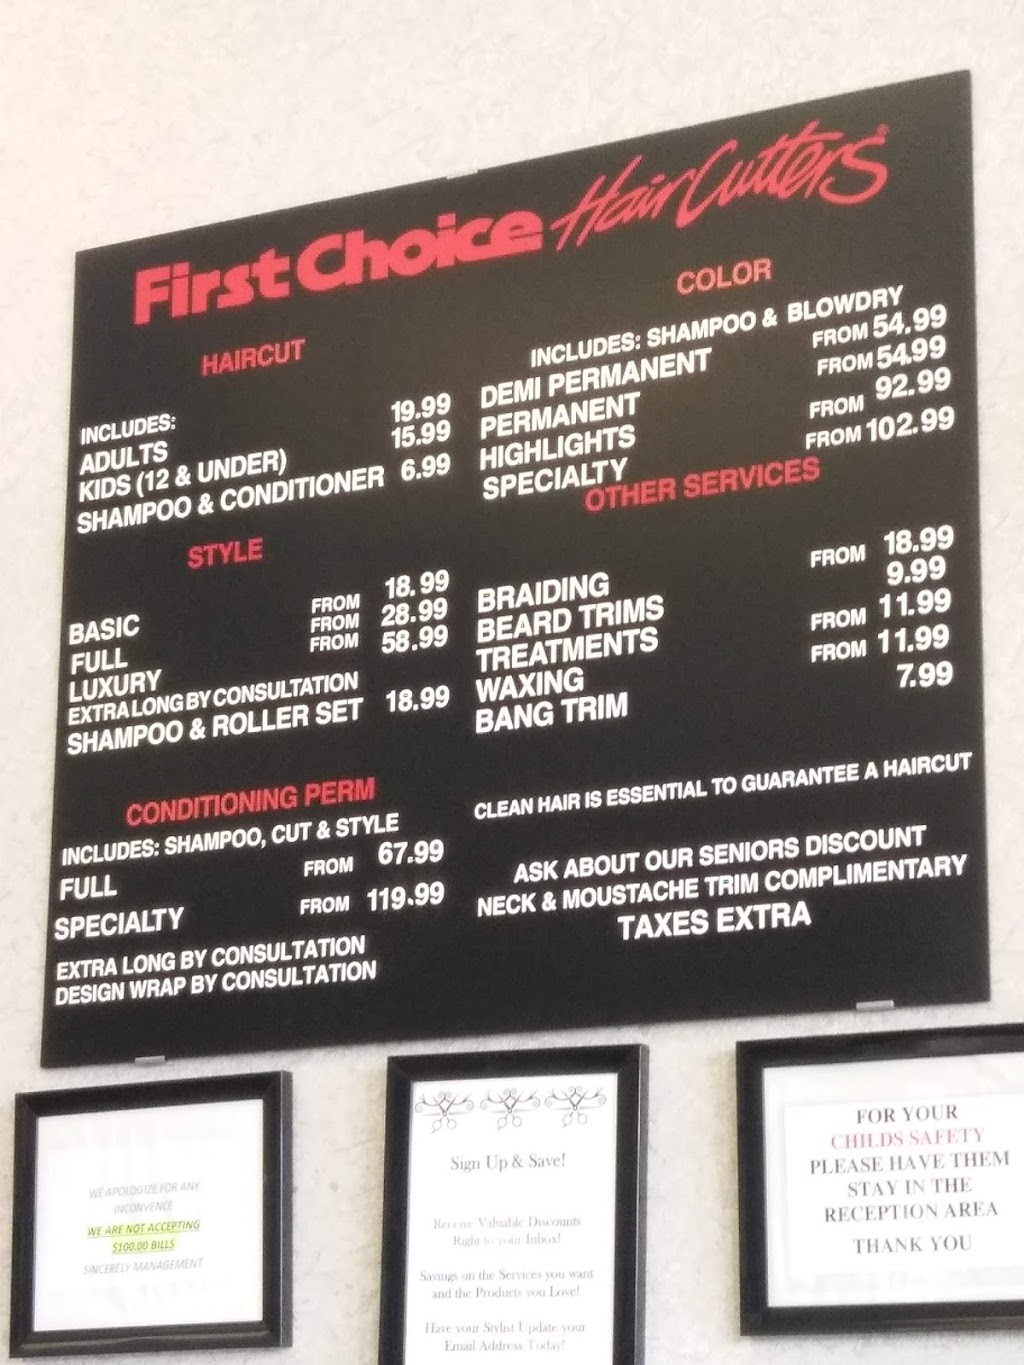 First Choice Hair Cutters®
HAIRCUT
INCLUDES:
ADULTS 19.99
KIDS (12 & UNDER) 15.99
SHAMPOO & CONDITIONER 6.99
STYLE
BASIC FROM 18.99
FULL FROM 28.99
LUXURY FROM 58.99
EXTRA LONG BY CONSULTATION
SHAMPOO & ROLLER SET 18.99
CONDITIONING PERM
INCLUDES: SHAMPOO, CUT & STYLE
FULL FROM 67.99
SPECIALTY FROM 119.99
EXTRA LONG BY CONSULTATION
DESIGN WRAP BY CONSULTATION
COLOR
INCLUDES: SHAMPOO & BLOWDRY
DEMI PERMANENT FROM 54.99
PERMANENT FROM 54.99
HIGHLIGHTS FROM 92.99
SPECIALTY FROM 102.99
OTHER SERVICES
BRAIDING FROM 18.99
BEARD TRIMS 9.99
TREATMENTS FROM 11.99
WAXING FROM 11.99
BANG TRIM 7.99
CLEAN HAIR IS ESSENTIAL TO GUARANTEE A HAIRCUT
ASK ABOUT OUR SENIORS DISCOUNT
NECK & MOUSTACHE TRIM COMPLIMENTARY
TAXES EXTRA
WE APOLOGIZE FOR ANY
INCONVENCE
WE ARE NOT ACCEPTING
$100.00 BILLS
SINCERELY MANAGEMENT
Sign Up & Save!
Receive Valuable Discounts
Right to your Inbox!
Savings on the Services you want
and the Products you Love!
Have your Stylist Update your
Email Address Today!
FOR YOUR
CHILDS SAFETY
PLEASE HAVE THEM
STAY IN THE
RECEPTION AREA
THANK YOU